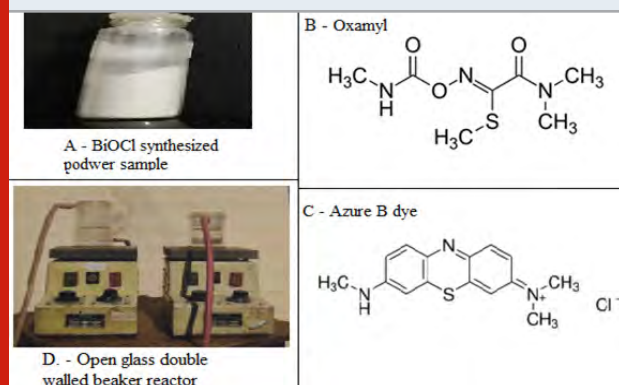 A - BiOCl synthesized
podwer sample
B - Oxamyl
H₃C
N
H
O
O
N
O
N
CH₃
CH₃
S
H₃C
D. - Open glass double
walled beaker reactor
C - Azure B dye
H₃C
N
H
N
S
N⁺
CH₃
CH₃
Cl⁻